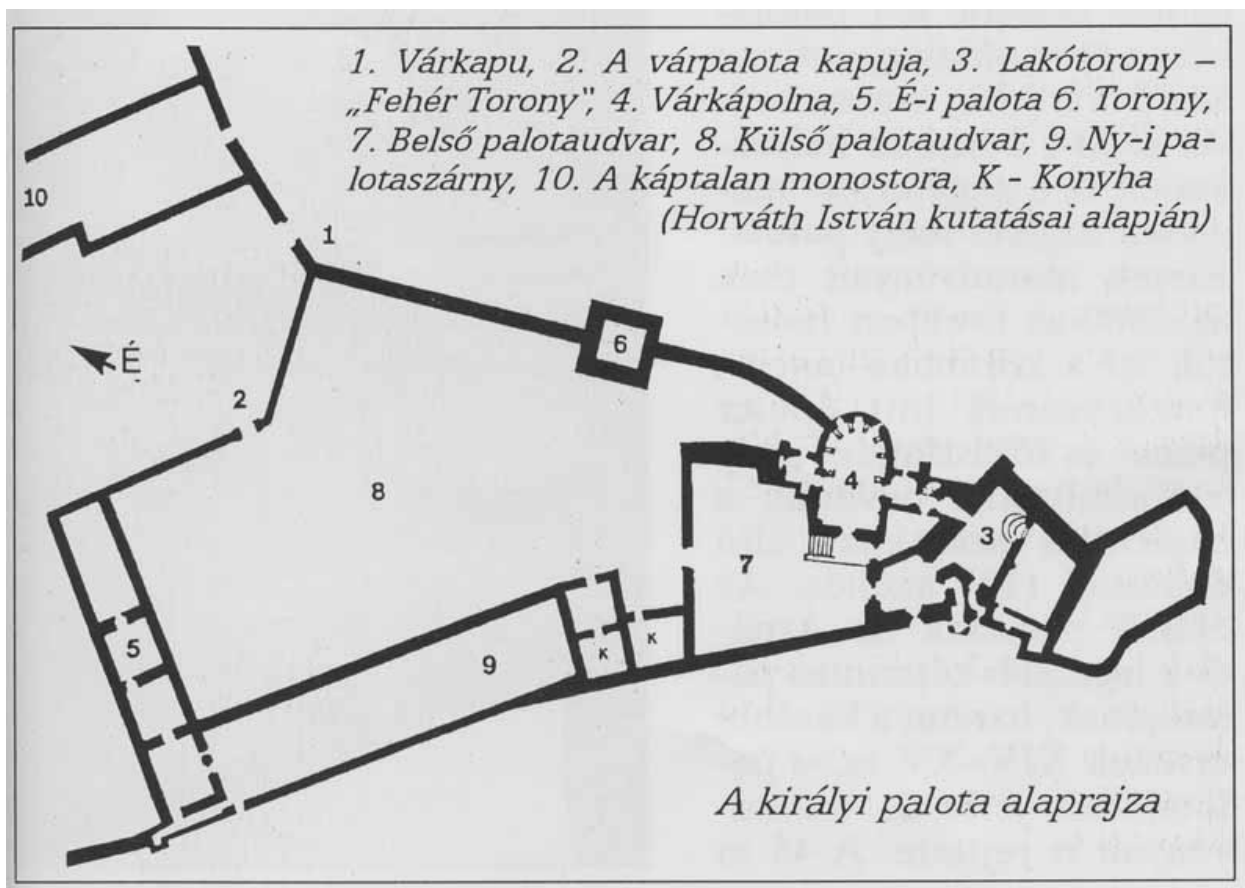 1. Várkapu, 2. A várpalota kapuja, 3. Lakótorony –
„Fehér Torony”, 4. Várkápolna, 5. É-i palota 6. Torony,
7. Belső palotaudvar, 8. Külső palotaudvar, 9. Ny-i pa-
lotaszárny, 10. A káptalan monostora, K - Konyha
(Horváth István kutatásai alapján)
10
1
6
É
2
4
8
3
7
5
9
K
K
A királyi palota alaprajza